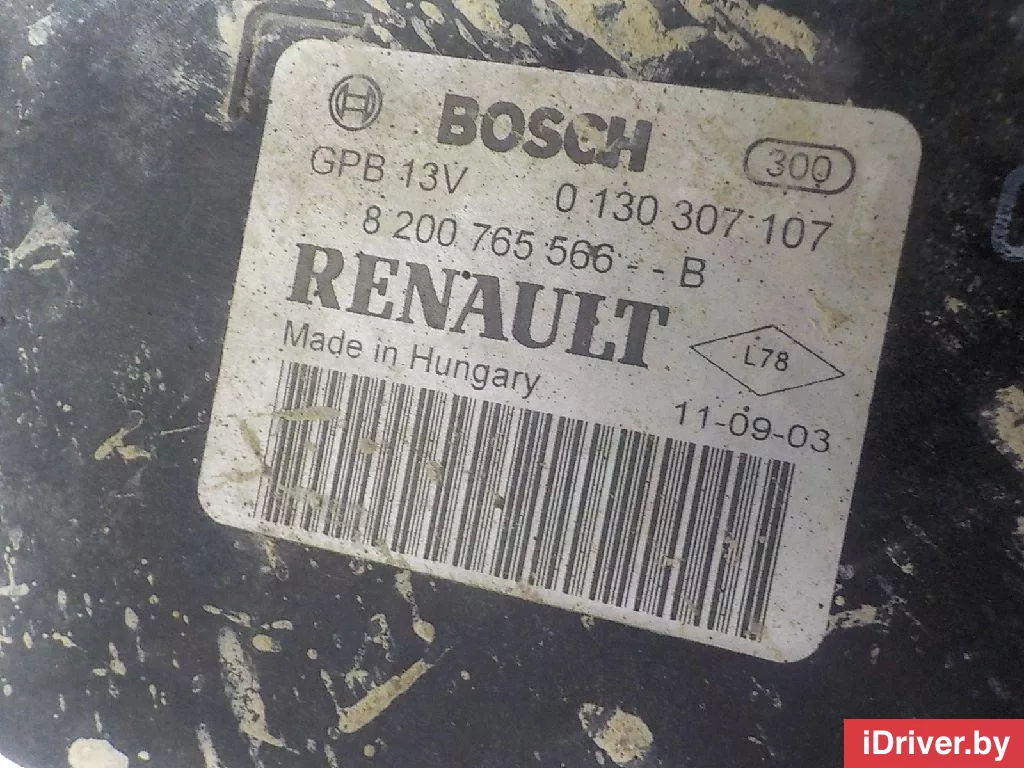 BOSCH
300
GPB 13V 0 130 307 107
8 200 765 566 - - B
RENAULT
L78
Made in Hungary
11-09-03
iDriver.by